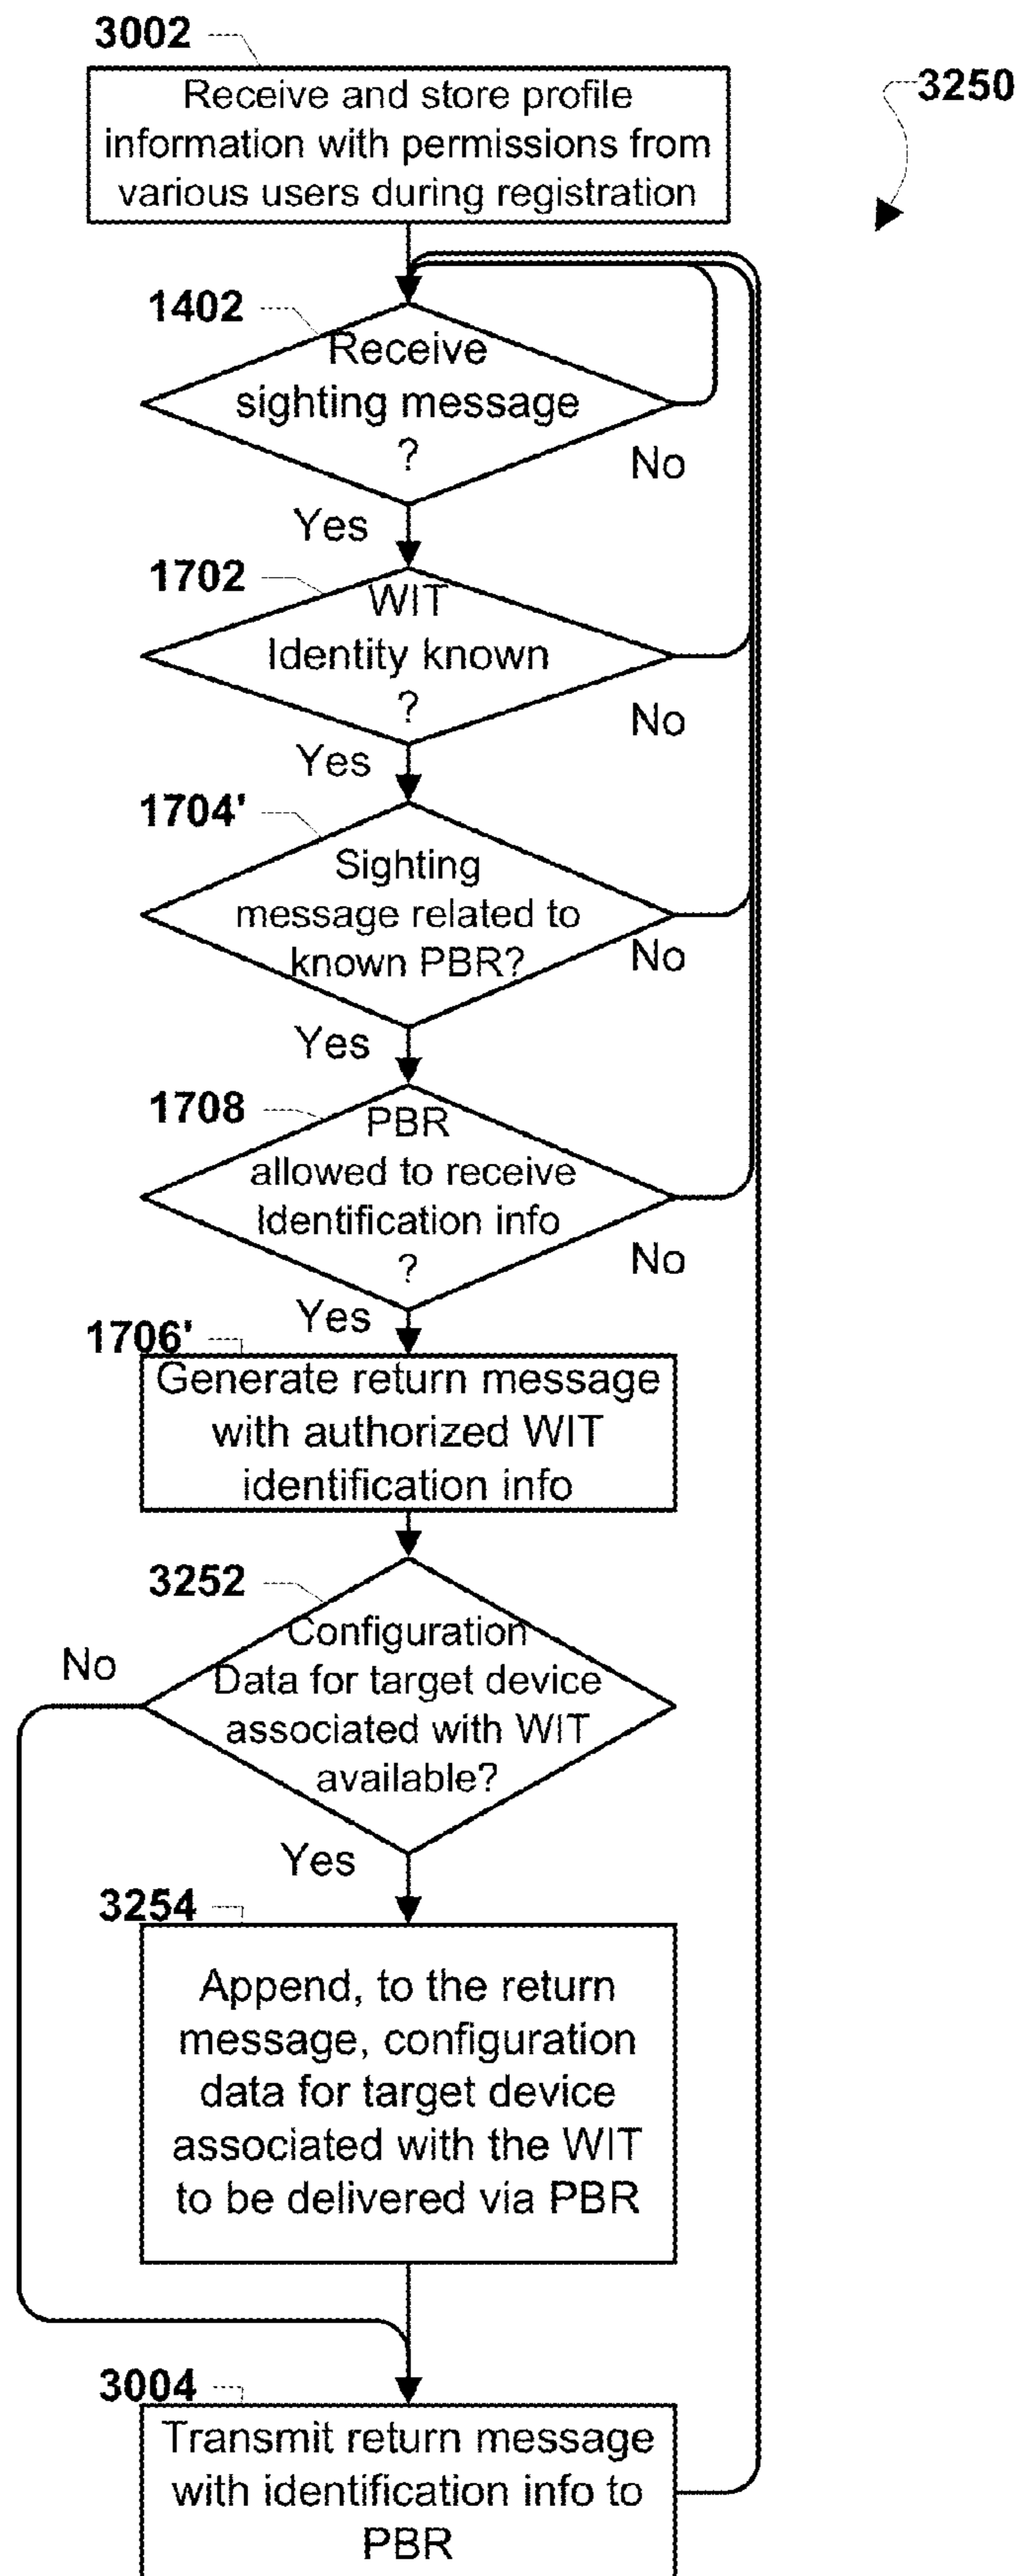 3002
3250
Receive and store profile
information with permissions from
various users during registration
1402
Receive
sighting message
?
No
Yes
1702
WIT
Identity known
?
No
Yes
1704'
Sighting
message related to
known PBR?
No
Yes
1708
PBR
allowed to receive
Identification info
?
No
Yes
1706'
Generate return message
with authorized WIT
identification info
3252
No
Configuration
Data for target device
associated with WIT
available?
Yes
3254
Append, to the return
message, configuration
data for target device
associated with the WIT
to be delivered via PBR
3004
Transmit return message
with identification info to
PBR